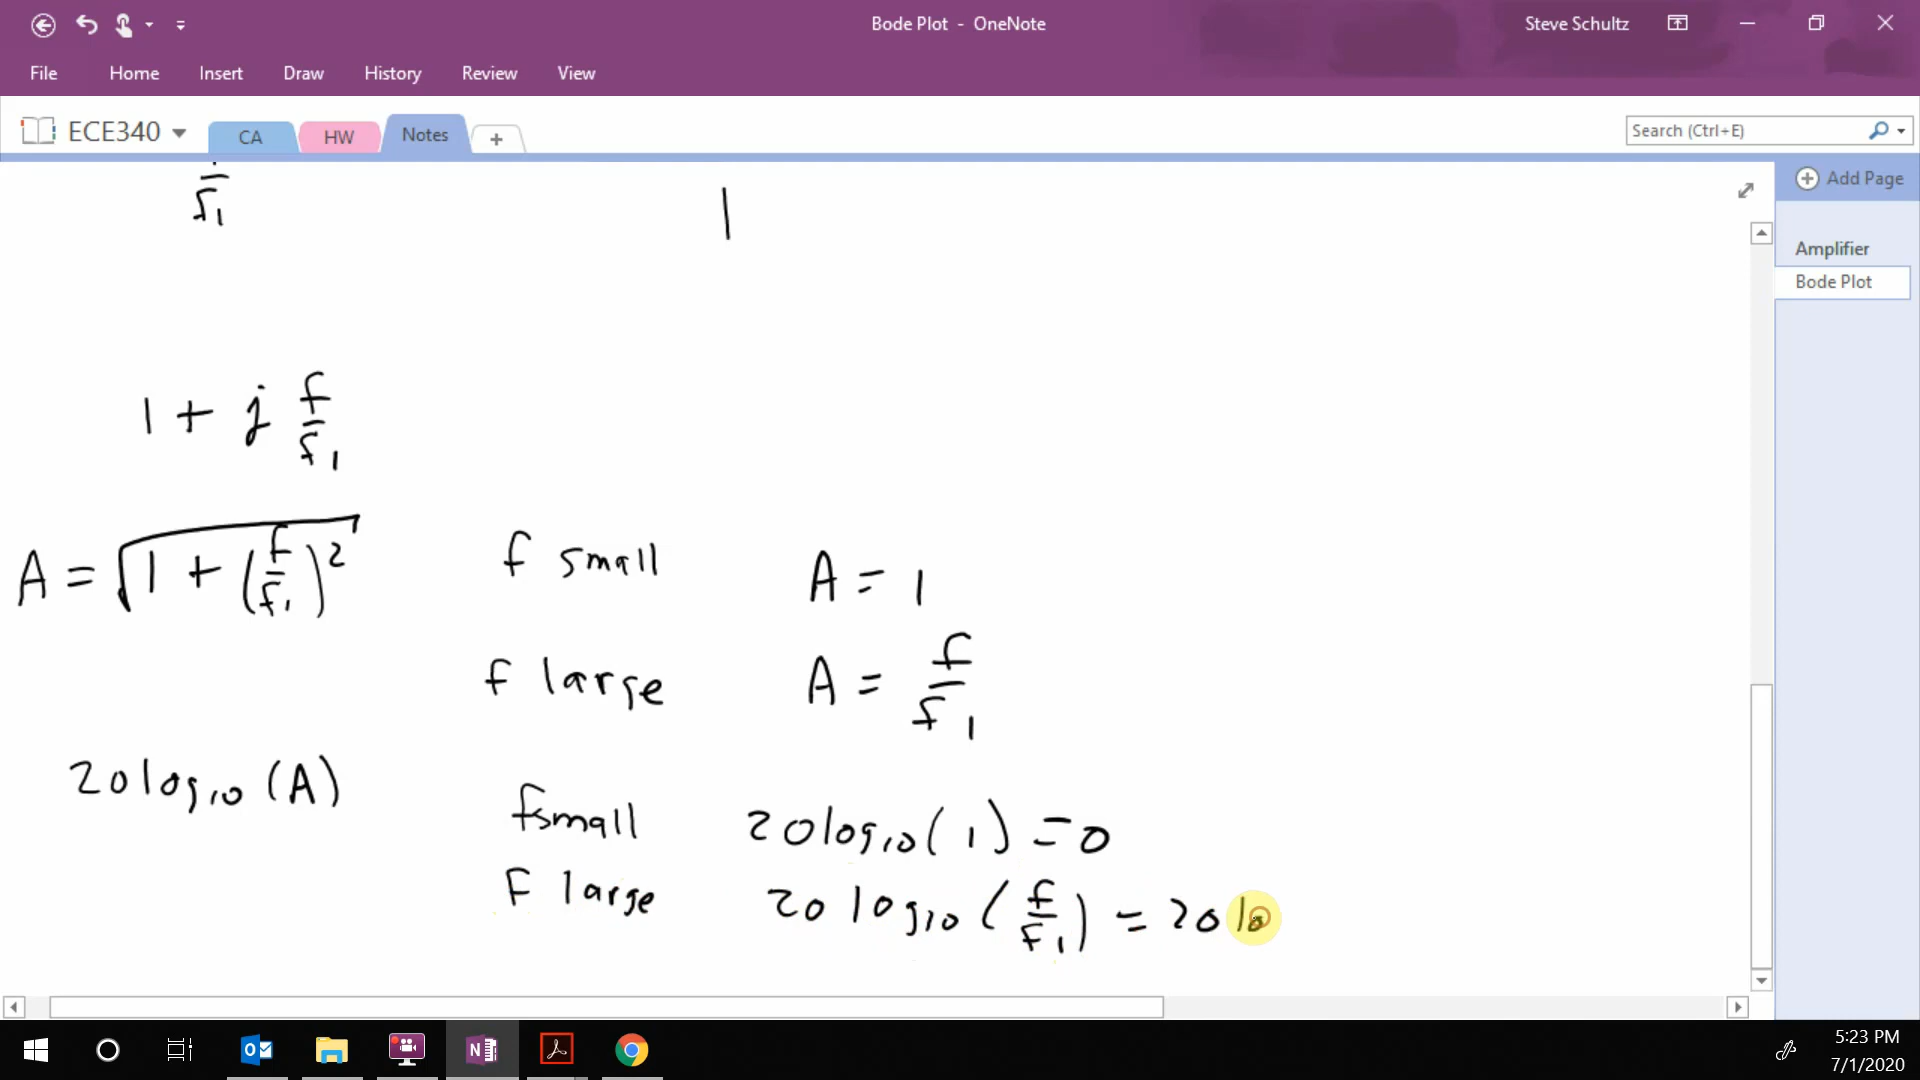 Bode Plot - OneNote
Steve Schultz
File Home Insert Draw History Review View
ECE340 CA HW Notes +
Search (Ctrl+E)
Add Page
Amplifier
Bode Plot
f₁
1
1 + j f/f₁
A = √(1 + (f/f₁)²)
f small A = 1
f large A = f/f₁
20log₁₀(A)
fsmall 20log₁₀(1) = 0
F large 20 log₁₀(f/f₁) = 20 lo
5:23 PM
7/1/2020